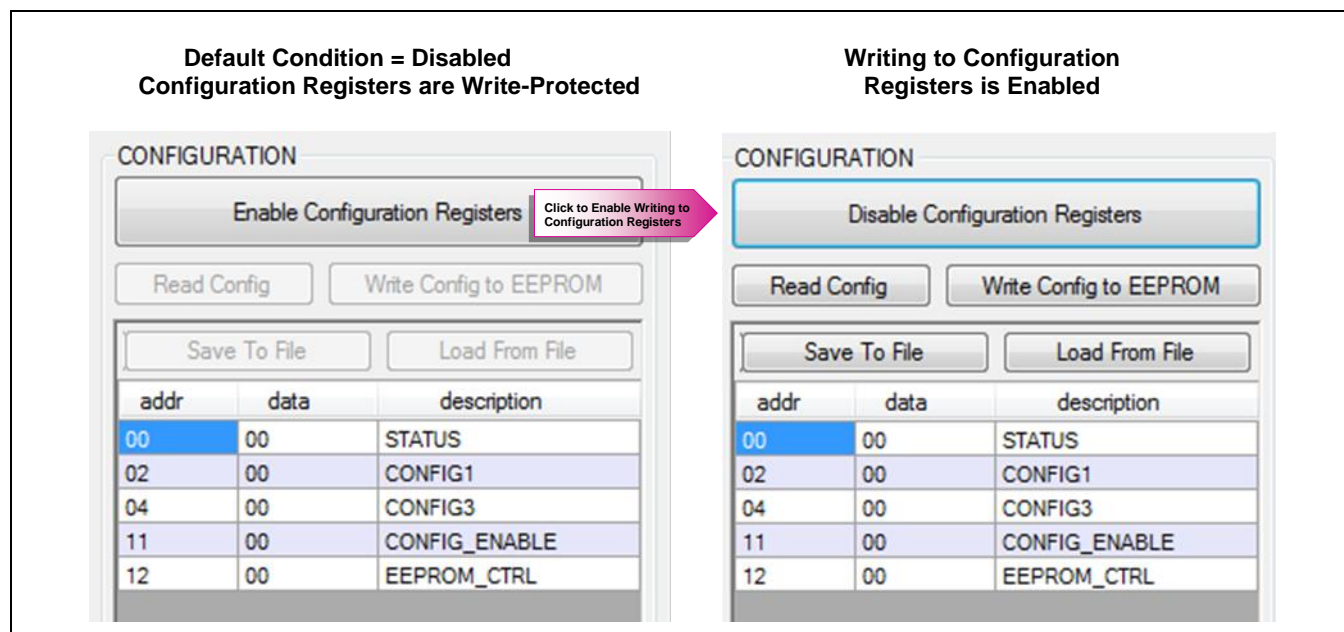 Default Condition = Disabled
Configuration Registers are Write-Protected
CONFIGURATION
Enable Configuration Registers
Click to Enable Writing to
Configuration Registers
Read Config Write Config to EEPROM
Save To File Load From File
addr data description
00 00 STATUS
02 00 CONFIG1
04 00 CONFIG3
11 00 CONFIG_ENABLE
12 00 EEPROM_CTRL
Writing to Configuration
Registers is Enabled
CONFIGURATION
Disable Configuration Registers
Read Config Write Config to EEPROM
Save To File Load From File
addr data description
00 00 STATUS
02 00 CONFIG1
04 00 CONFIG3
11 00 CONFIG_ENABLE
12 00 EEPROM_CTRL